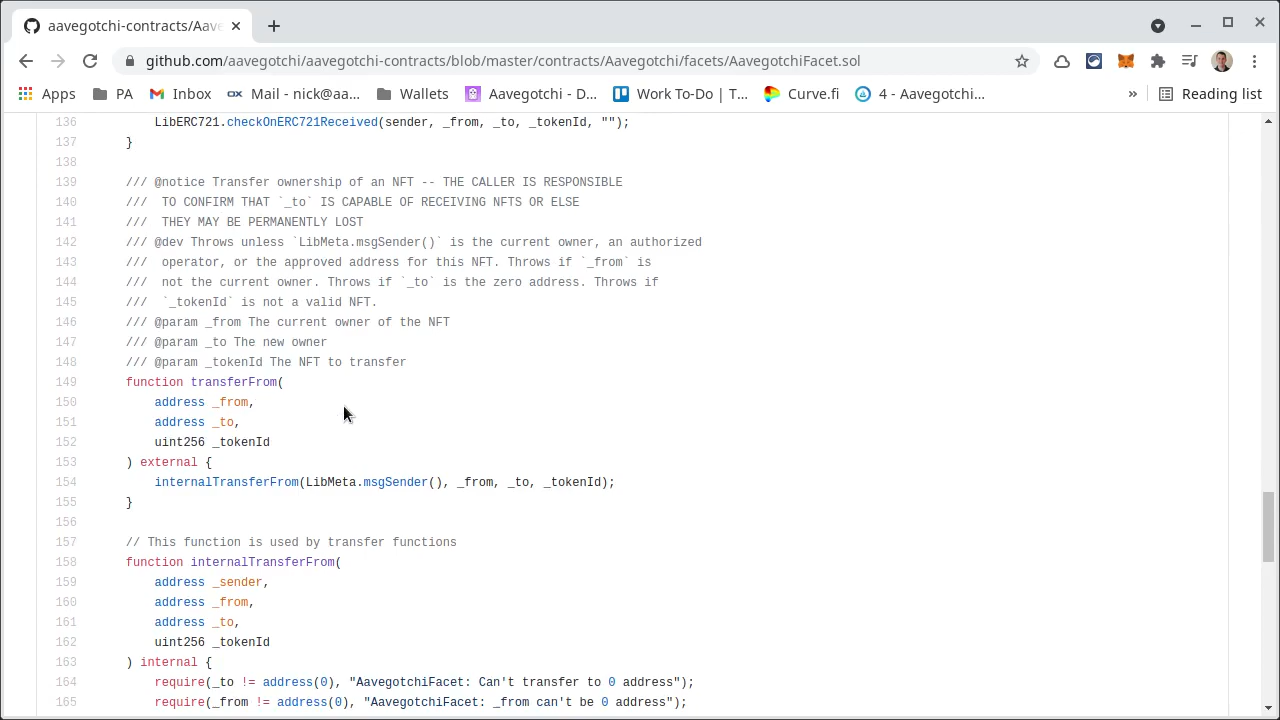 aavegotchi-contracts/Aave
github.com/aavegotchi/aavegotchi-contracts/blob/master/contracts/Aavegotchi/facets/AavegotchiFacet.sol
Apps PA Inbox Mail - nick@aa... Wallets Aavegotchi - D... Work To-Do | T... Curve.fi 4 - Aavegotchi... » Reading list
136 LibERC721.checkOnERC721Received(sender, _from, _to, _tokenId, "");
137 }
138
139 /// @notice Transfer ownership of an NFT -- THE CALLER IS RESPONSIBLE
140 ///  TO CONFIRM THAT `_to` IS CAPABLE OF RECEIVING NFTS OR ELSE
141 ///  THEY MAY BE PERMANENTLY LOST
142 /// @dev Throws unless `LibMeta.msgSender()` is the current owner, an authorized
143 ///  operator, or the approved address for this NFT. Throws if `_from` is
144 ///  not the current owner. Throws if `_to` is the zero address. Throws if
145 ///  `_tokenId` is not a valid NFT.
146 /// @param _from The current owner of the NFT
147 /// @param _to The new owner
148 /// @param _tokenId The NFT to transfer
149 function transferFrom(
150 address _from,
151 address _to,
152 uint256 _tokenId
153 ) external {
154 internalTransferFrom(LibMeta.msgSender(), _from, _to, _tokenId);
155 }
156
157 // This function is used by transfer functions
158 function internalTransferFrom(
159 address _sender,
160 address _from,
161 address _to,
162 uint256 _tokenId
163 ) internal {
164 require(_to != address(0), "AavegotchiFacet: Can't transfer to 0 address");
165 require(_from != address(0), "AavegotchiFacet: _from can't be 0 address");